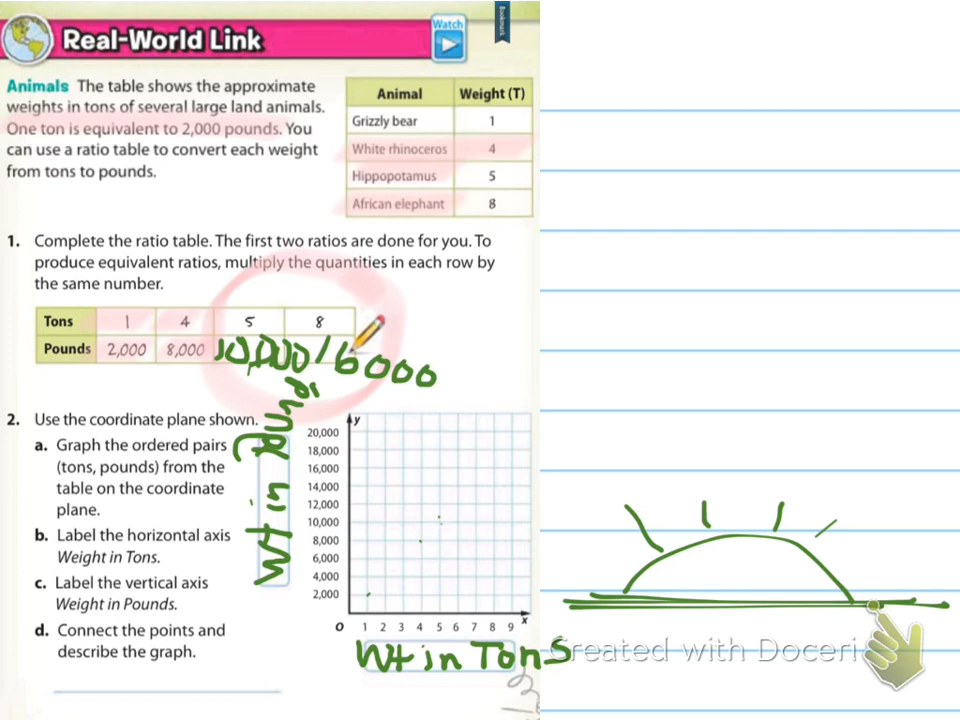 Watch
Bookmark
Real-World Link
Animals The table shows the approximate
weights in tons of several large land animals.
One ton is equivalent to 2,000 pounds. You
can use a ratio table to convert each weight
from tons to pounds.
Animal Weight (T)
Grizzly bear 1
White rhinoceros 4
Hippopotamus 5
African elephant 8
1. Complete the ratio table. The first two ratios are done for you. To
produce equivalent ratios, multiply the quantities in each row by
the same number.
Tons 1 4 5 8
Pounds 2,000 8,000 10,000 16000
2. Use the coordinate plane shown.
a. Graph the ordered pairs
(tons, pounds) from the
table on the coordinate
plane.
b. Label the horizontal axis
Weight in Tons.
c. Label the vertical axis
Weight in Pounds.
d. Connect the points and
describe the graph.
y
20,000
18,000
16,000
14,000
12,000
10,000
8,000
6,000
4,000
2,000
O 1 2 3 4 5 6 7 8 9 x
Wt in Tons
Created with Doceri